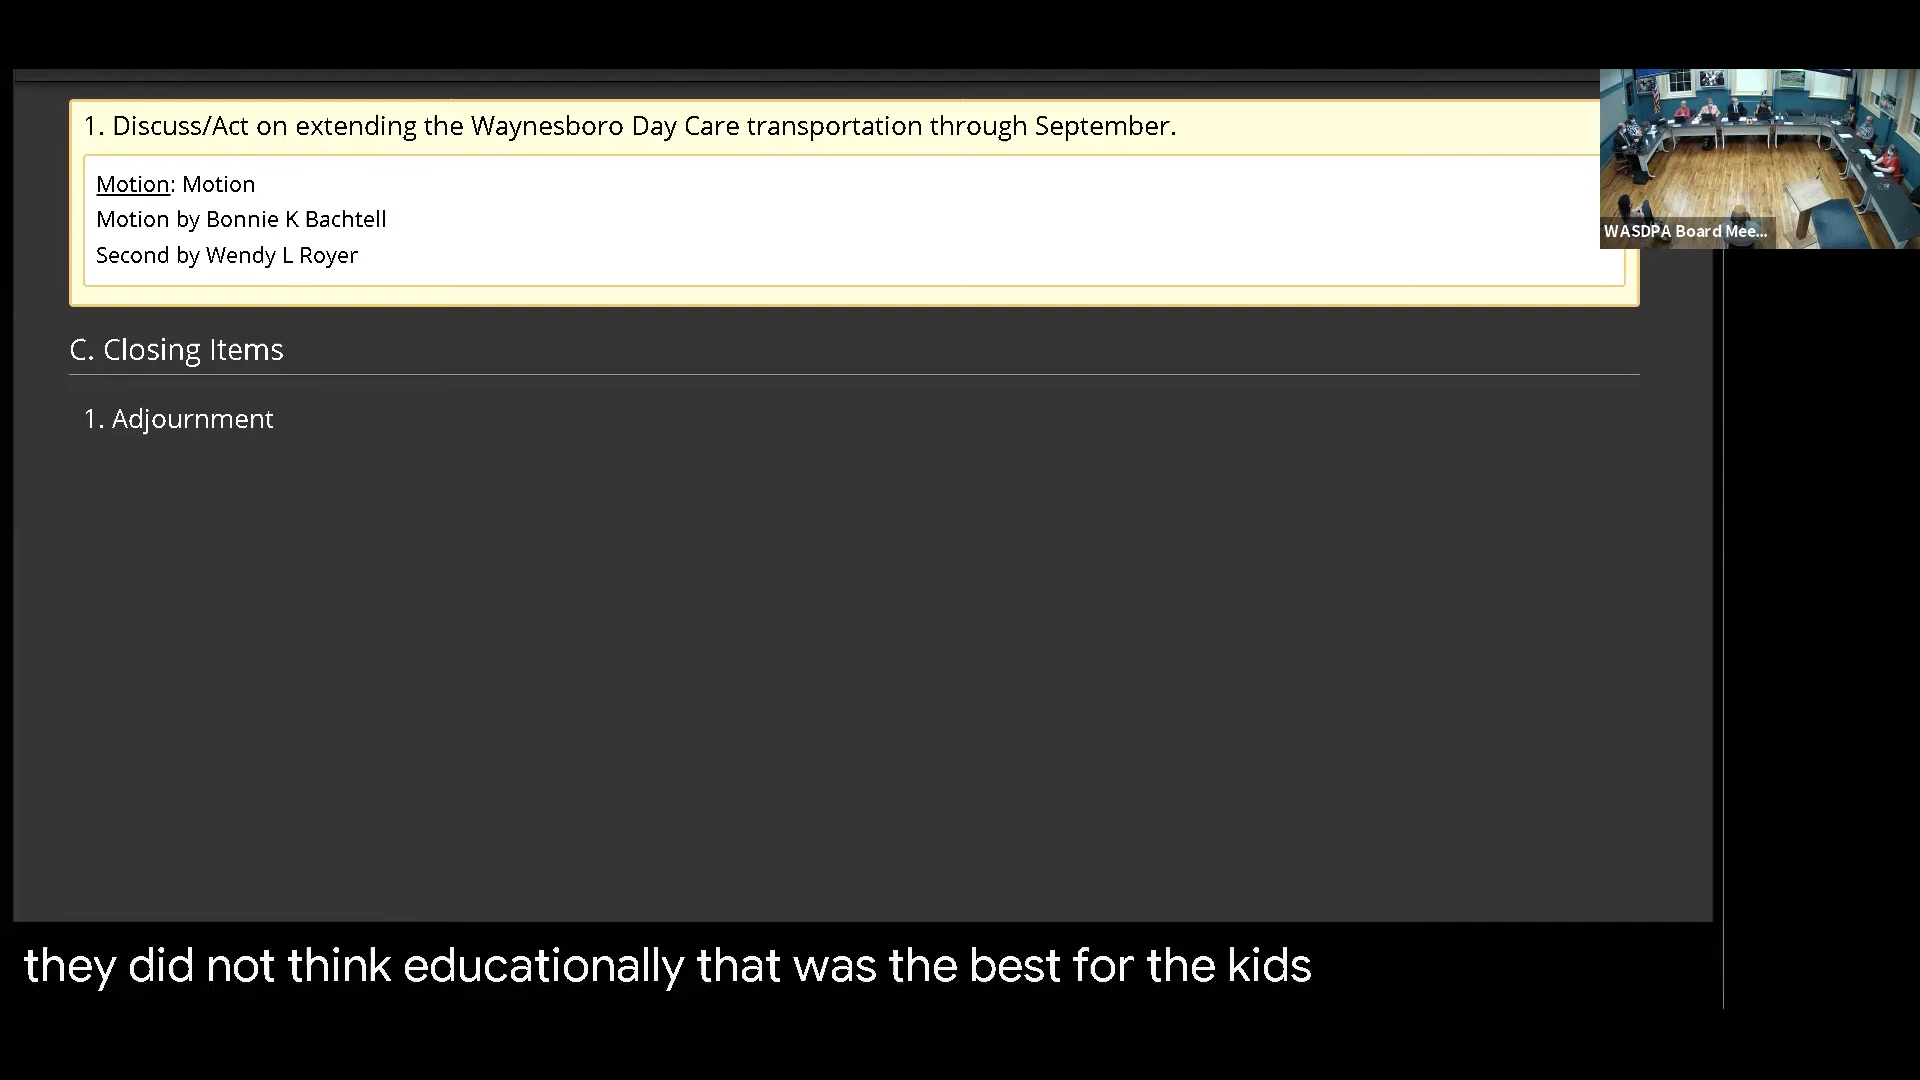 1. Discuss/Act on extending the Waynesboro Day Care transportation through September.
Motion: Motion
Motion by Bonnie K Bachtell
Second by Wendy L Royer
WASDPA Board Mee...
C. Closing Items
1. Adjournment
they did not think educationally that was the best for the kids